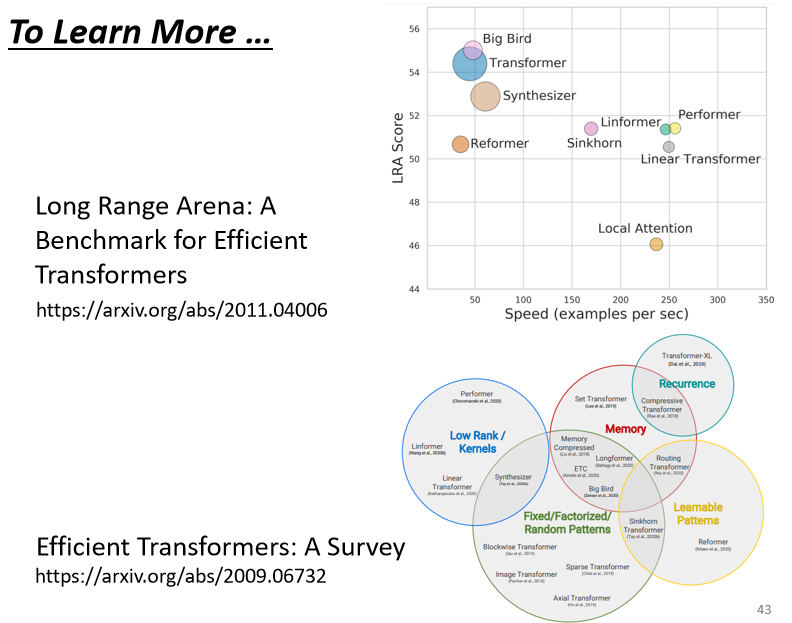 To Learn More …
56
54
52
50
48
46
44
LRA Score
Big Bird
Transformer
Synthesizer
Performer
Linformer
Sinkhorn
Reformer
Linear Transformer
Local Attention
50 100 150 200 250 300 350
Speed (examples per sec)
Long Range Arena: A
Benchmark for Efficient
Transformers
https://arxiv.org/abs/2011.04006
Transformer-XL
(Dai et al., 2019)
Recurrence
Performer
(Choromanski et al., 2020)
Set Transformer
(Lee et al., 2019)
Compressive
Transformer
(Rae et al., 2019)
Memory
Low Rank /
Kernels
Memory
Compressed
(Liu et al., 2018)
Linformer
(Wang et al., 2020b)
Longformer
(Beltagy et al., 2020)
Routing
Transformer
(Roy et al., 2020)
ETC
(Ainslie et al., 2020)
Linear
Transformer
(Katharopoulos et al., 2020)
Synthesizer
(Tay et al., 2020a)
Big Bird
(Zaheer et al., 2020)
Learnable
Patterns
Fixed/Factorized/
Random Patterns
Sinkhorn
Transformer
(Tay et al., 2020b)
Reformer
(Kitaev et al., 2020)
Blockwise Transformer
(Qiu et al., 2019)
Image Transformer
(Parmar et al., 2018)
Sparse Transformer
(Child et al., 2019)
Axial Transformer
(Ho et al., 2019)
Efficient Transformers: A Survey
https://arxiv.org/abs/2009.06732
43